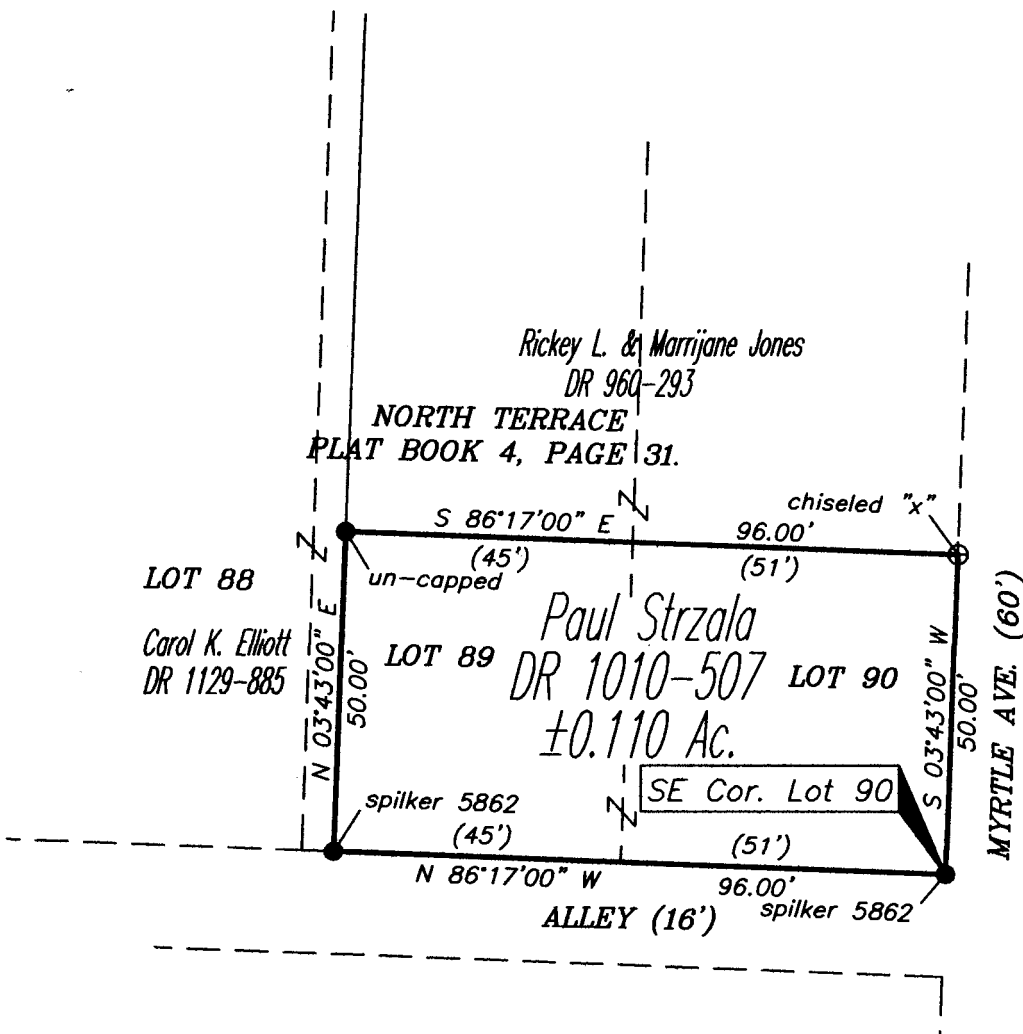 Rickey L. & Marrijane Jones
DR 960-293
NORTH TERRACE
PLAT BOOK 4, PAGE 31.
chiseled "x"
S 86°17'00" E 96.00'
(45') (51')
un-capped
LOT 88
Carol K. Elliott
DR 1129-885
N 03°43'00" E
50.00'
LOT 89
Paul Strzala
DR 1010-507
±0.110 Ac.
LOT 90
S 03°43'00" W
50.00'
MYRTLE AVE. (60')
SE Cor. Lot 90
spilker 5862
(45') (51')
N 86°17'00" W 96.00'
spilker 5862
ALLEY (16')